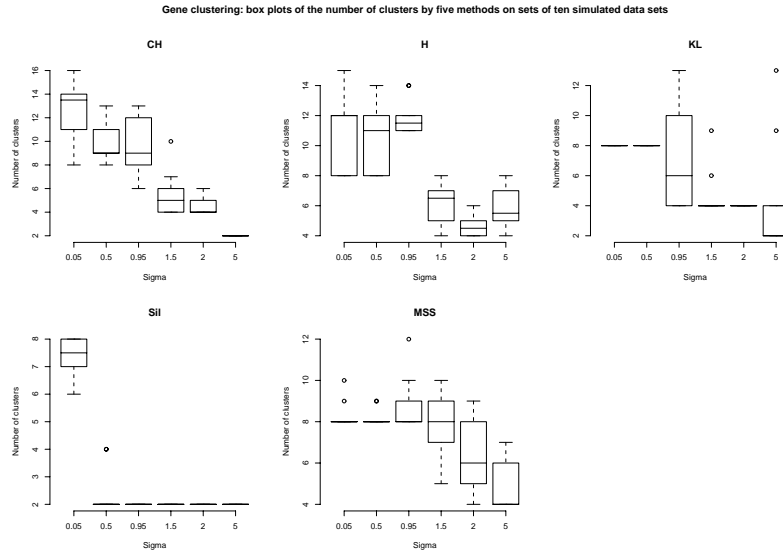 Gene clustering: box plots of the number of clusters by five methods on sets of ten simulated data sets
CH
Number of clusters
16
14
12
10
8
6
4
2
0.05 0.5 0.95 1.5 2 5
Sigma
H
Number of clusters
14
12
10
8
6
4
0.05 0.5 0.95 1.5 2 5
Sigma
KL
Number of clusters
12
10
8
6
4
2
0.05 0.5 0.95 1.5 2 5
Sigma
Sil
Number of clusters
8
7
6
5
4
3
2
0.05 0.5 0.95 1.5 2 5
Sigma
MSS
Number of clusters
12
10
8
6
4
0.05 0.5 0.95 1.5 2 5
Sigma